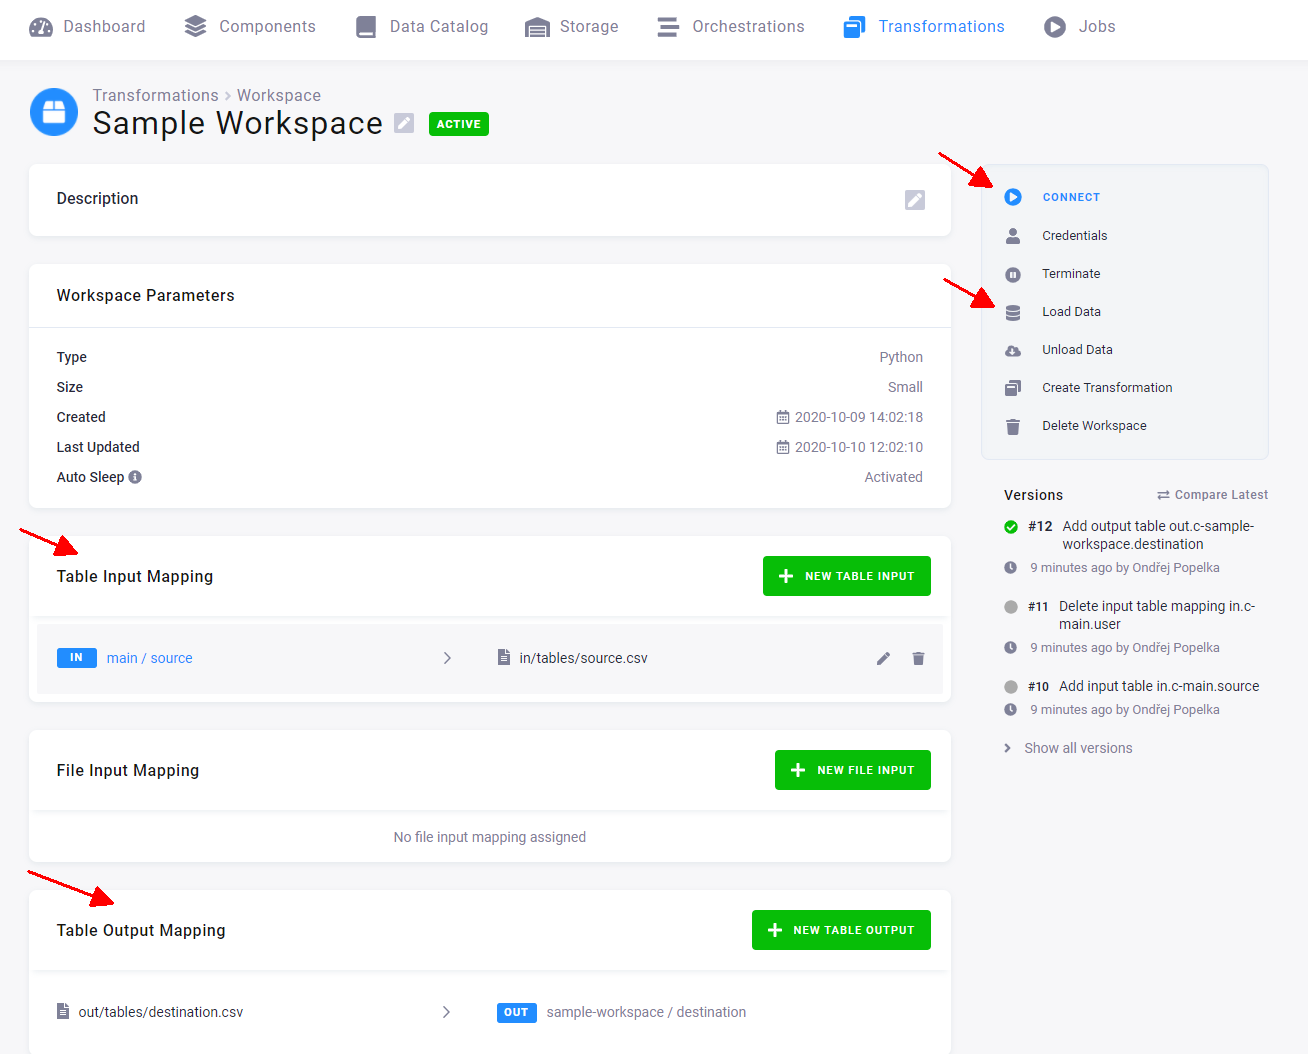 Dashboard Components Data Catalog Storage Orchestrations Transformations Jobs
Transformations > Workspace
Sample Workspace ACTIVE
Description
Workspace Parameters
Type Python
Size Small
Created 2020-10-09 14:02:18
Last Updated 2020-10-10 12:02:10
Auto Sleep Activated
Table Input Mapping NEW TABLE INPUT
IN main / source > in/tables/source.csv
File Input Mapping NEW FILE INPUT
No file input mapping assigned
Table Output Mapping NEW TABLE OUTPUT
out/tables/destination.csv > OUT sample-workspace / destination
CONNECT
Credentials
Terminate
Load Data
Unload Data
Create Transformation
Delete Workspace
Versions Compare Latest
#12 Add output table out.c-sample-
workspace.destination
9 minutes ago by Ondřej Popelka
#11 Delete input table mapping in.c-
main.user
9 minutes ago by Ondřej Popelka
#10 Add input table in.c-main.source
9 minutes ago by Ondřej Popelka
Show all versions